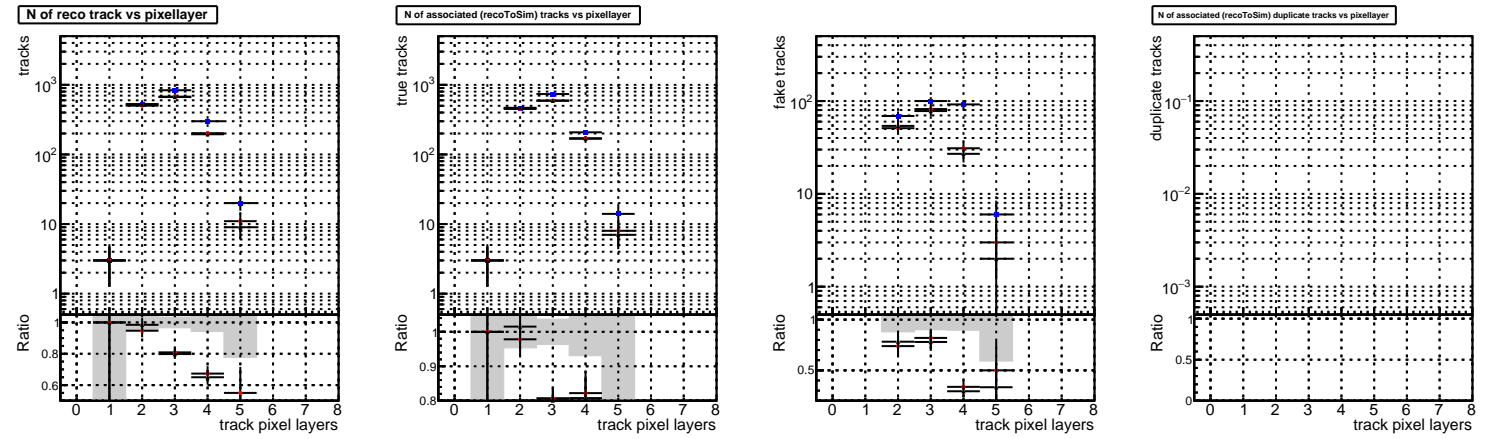 N of reco track vs pixellayer
tracks
10³
10²
10
1
Ratio
1
0.8
0.6
0 1 2 3 4 5 6 7 8
track pixel layers
N of associated (recoToSim) tracks vs pixellayer
true tracks
10³
10²
10
1
Ratio
1
0.9
0.8
0 1 2 3 4 5 6 7 8
track pixel layers
fake tracks
10²
10
1
Ratio
1
0.5
0 1 2 3 4 5 6 7 8
track pixel layers
N of associated (recoToSim) duplicate tracks vs pixellayer
duplicate tracks
10⁻¹
10⁻²
10⁻³
Ratio
1
0.5
0
0 1 2 3 4 5 6 7 8
track pixel layers